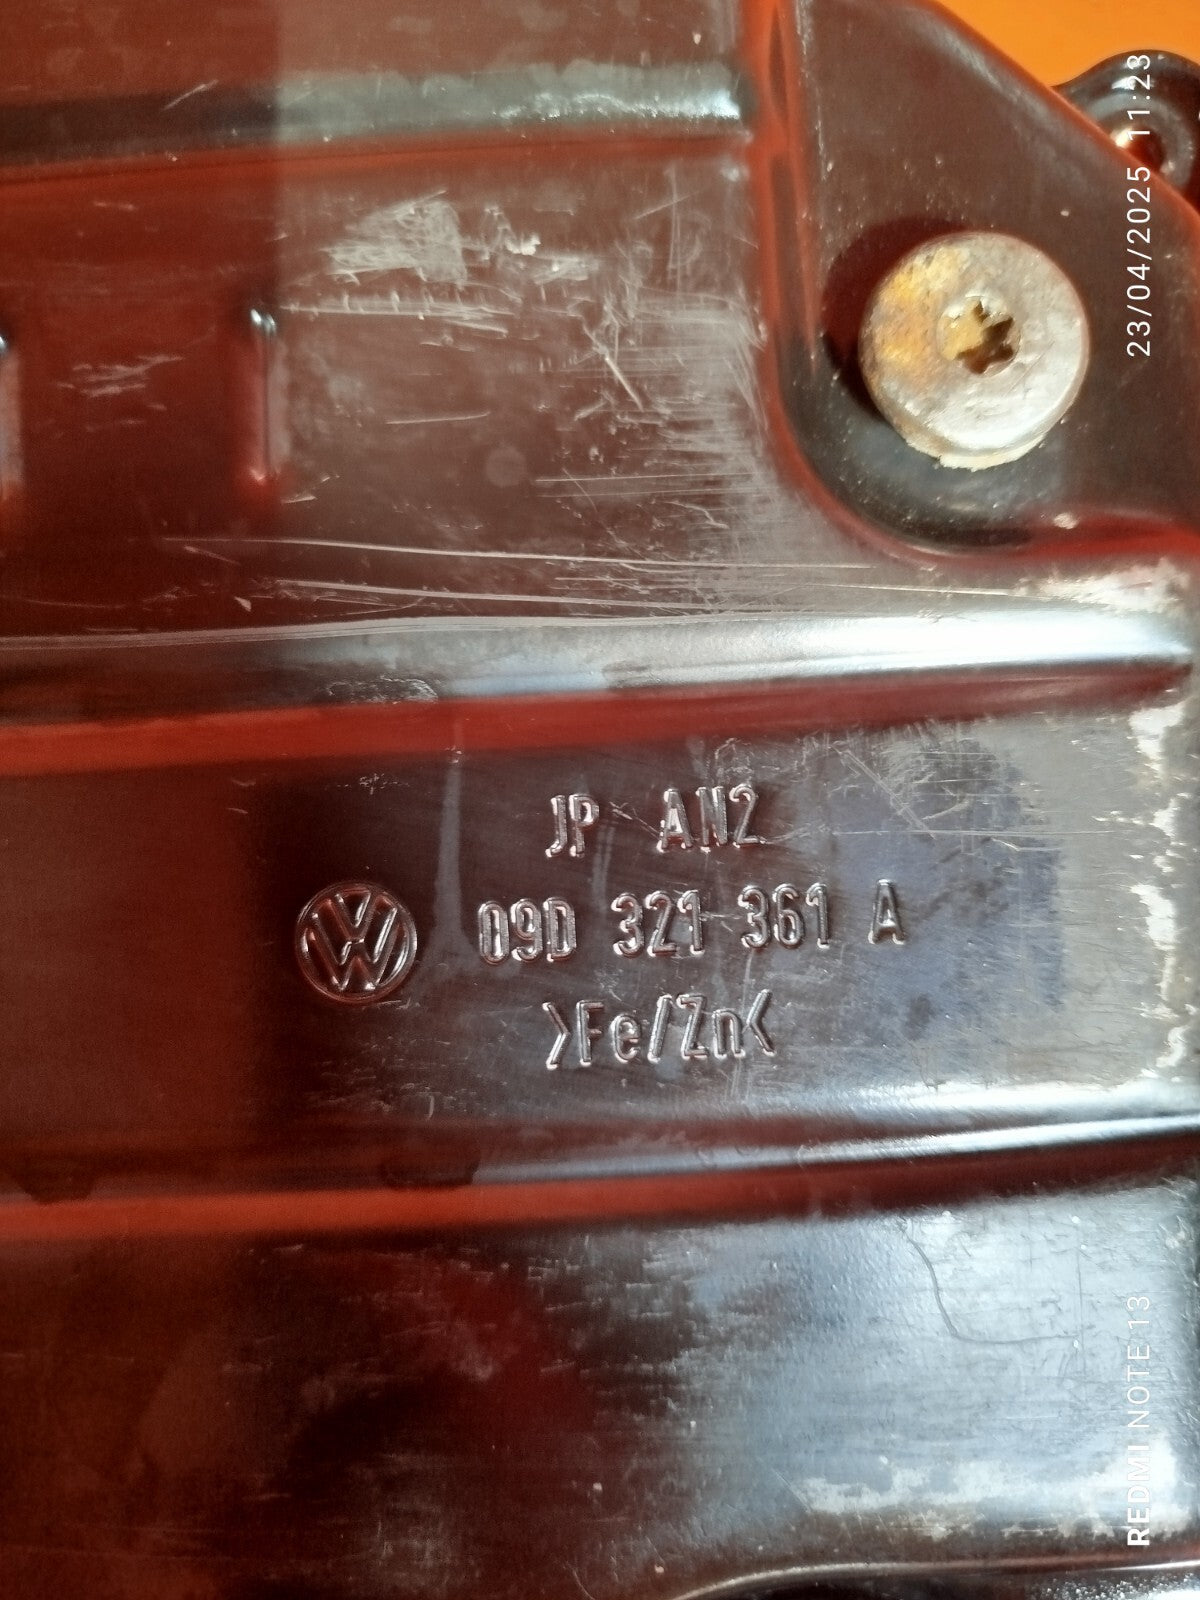 JP AN2
VW 09D 321 361 A
>Fe/Zn<
23/04/2025 11:23
REDMI NOTE 13